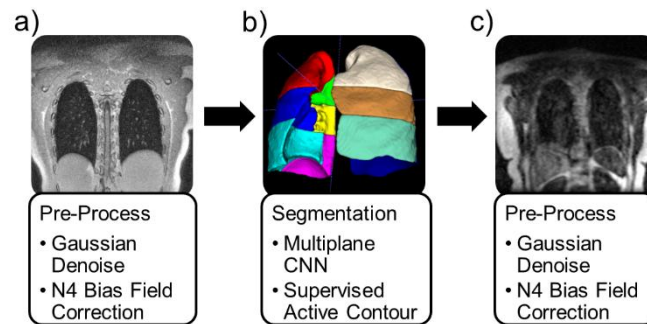 a)
b)
c)
Pre-Process
• Gaussian
Denoise
• N4 Bias Field
Correction
Segmentation
• Multiplane
CNN
• Supervised
Active Contour
Pre-Process
• Gaussian
Denoise
• N4 Bias Field
Correction